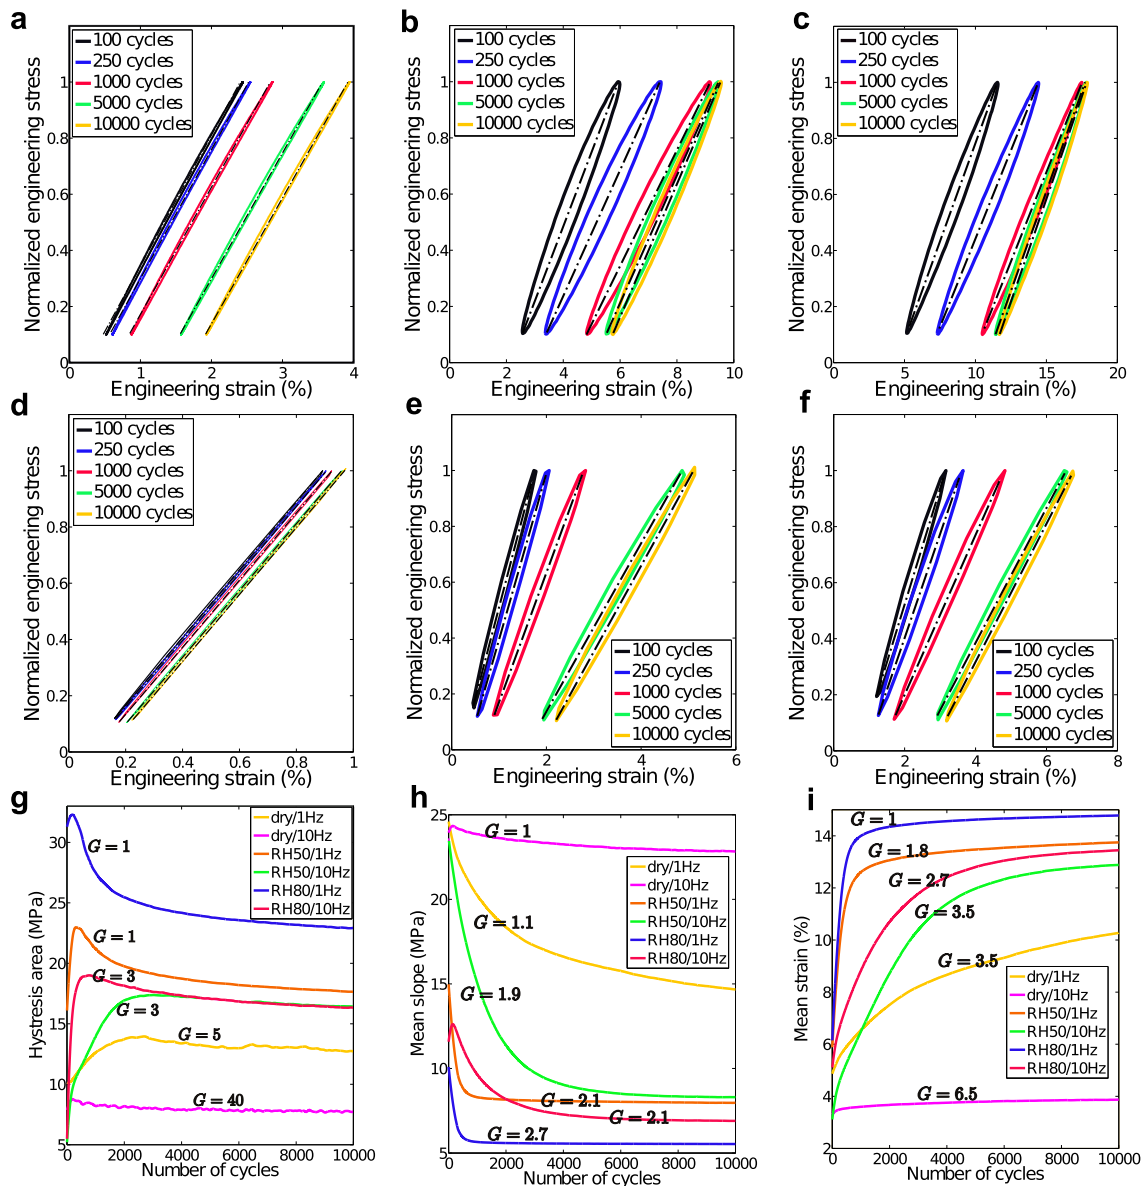 a
Normalized engineering stress
100 cycles
250 cycles
1000 cycles
5000 cycles
10000 cycles
1
0.8
0.6
0.4
0.2
0
0 1 2 3 4
Engineering strain (%)
b
Normalized engineering stress
100 cycles
250 cycles
1000 cycles
5000 cycles
10000 cycles
1
0.8
0.6
0.4
0.2
0
0 2 4 6 8 10
Engineering strain (%)
c
Normalized engineering stress
100 cycles
250 cycles
1000 cycles
5000 cycles
10000 cycles
1
0.8
0.6
0.4
0.2
0
0 5 10 15 20
Engineering strain (%)
d
Normalized engineering stress
100 cycles
250 cycles
1000 cycles
5000 cycles
10000 cycles
1
0.8
0.6
0.4
0.2
0
0 0.2 0.4 0.6 0.8 1
Engineering strain (%)
e
Normalized engineering stress
1
0.8
0.6
0.4
0.2
0
100 cycles
250 cycles
1000 cycles
5000 cycles
10000 cycles
0 2 4 6
Engineering strain (%)
f
Normalized engineering stress
1
0.8
0.6
0.4
0.2
0
100 cycles
250 cycles
1000 cycles
5000 cycles
10000 cycles
0 2 4 6 8
Engineering strain (%)
g
Hystresis area (MPa)
30
25
20
15
10
5
dry/1Hz
dry/10Hz
RH50/1Hz
RH50/10Hz
RH80/1Hz
RH80/10Hz
G = 1
G = 1
G = 3
G = 3
G = 5
G = 40
0 2000 4000 6000 8000 10000
Number of cycles
h
Mean slope (MPa)
25
20
15
10
5
G = 1
dry/1Hz
dry/10Hz
RH50/1Hz
RH50/10Hz
RH80/1Hz
RH80/10Hz
G = 1.1
G = 1.9
G = 2.1
G = 2.1
G = 2.7
0 2000 4000 6000 8000 10000
Number of cycles
i
Mean strain (%)
14
12
10
8
6
4
2
G = 1
G = 1.8
G = 2.7
G = 3.5
G = 3.5
dry/1Hz
dry/10Hz
RH50/1Hz
RH50/10Hz
RH80/1Hz
RH80/10Hz
G = 6.5
0 2000 4000 6000 8000 10000
Number of cycles